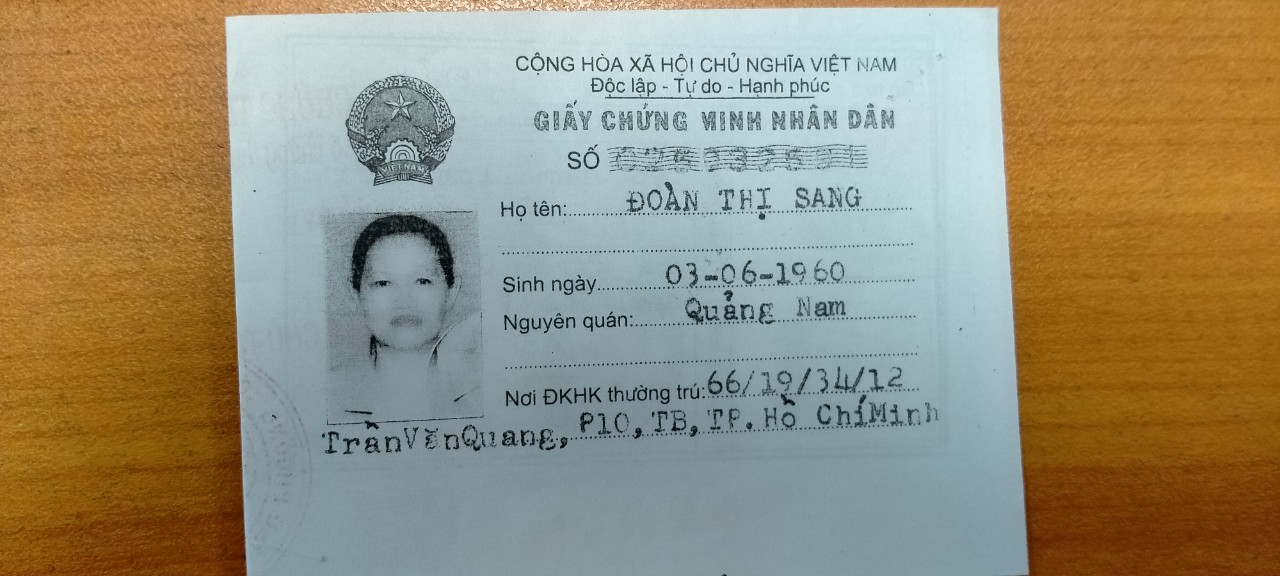 CỘNG HÒA XÃ HỘI CHỦ NGHĨA VIỆT NAM
Độc lập - Tự do - Hạnh phúc
GIẤY CHỨNG MINH NHÂN DÂN
SỐ
VIET NAM
Họ tên: ĐOÀN THỊ SANG
Sinh ngày 03-06-1960
Nguyên quán: Quảng Nam
Nơi ĐKHK thường trú: 66/19/34/12
TrầnVănQuang, P10, TB, TP. Hồ ChíMinh